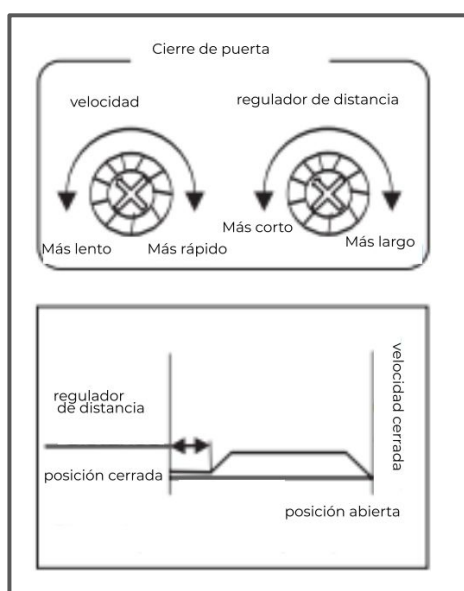 Cierre de puerta
velocidad
regulador de distancia
Más lento
Más rápido
Más corto
Más largo
regulador
de distancia
velocidad cerrada
posición cerrada
posición abierta